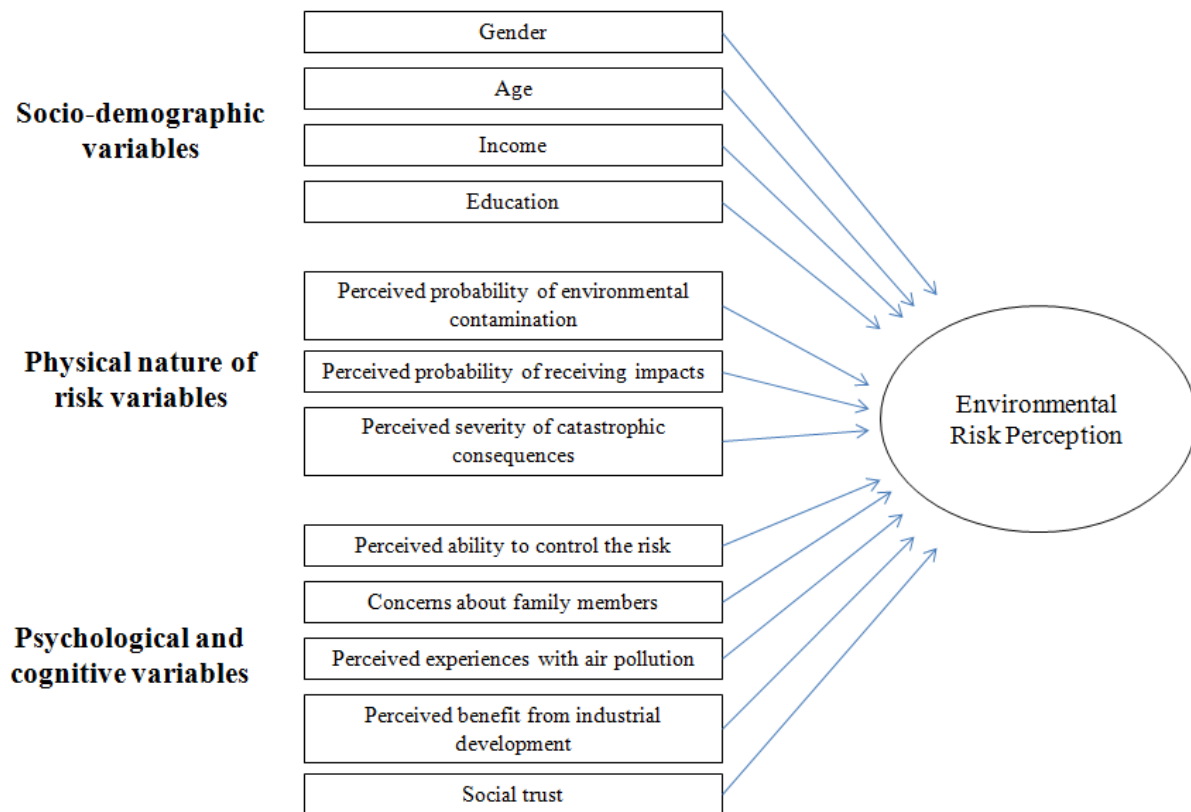 Socio-demographic
variables
Gender
Age
Income
Education
Physical nature of
risk variables
Perceived probability of environmental
contamination
Perceived probability of receiving impacts
Perceived severity of catastrophic
consequences
Psychological and
cognitive variables
Perceived ability to control the risk
Concerns about family members
Perceived experiences with air pollution
Perceived benefit from industrial
development
Social trust
Environmental
Risk Perception